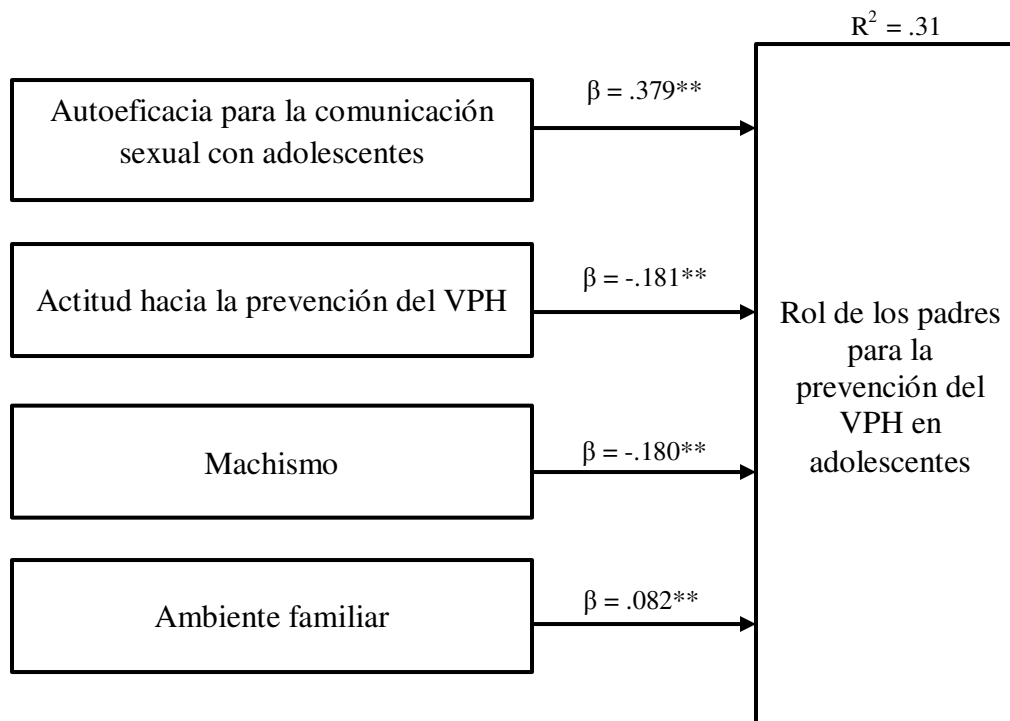 R² = .31
Autoeficacia para la comunicación
sexual con adolescentes
β = .379**
Actitud hacia la prevención del VPH
β = -.181**
Machismo
β = -.180**
Ambiente familiar
β = .082**
Rol de los padres
para la
prevención del
VPH en
adolescentes